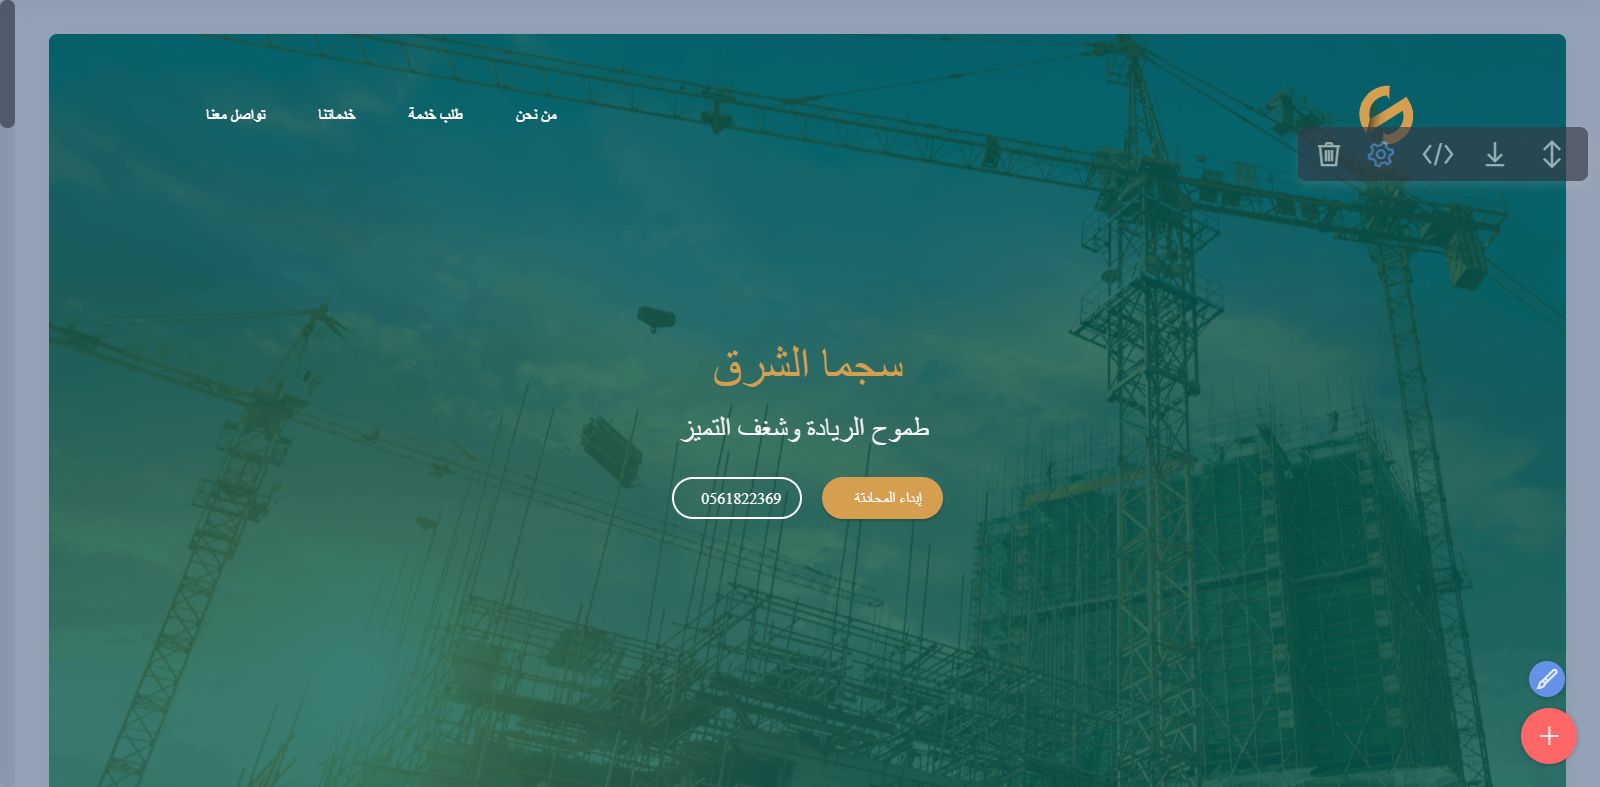 من نحن
طلب خدمة
خدماتنا
تواصل معنا
سجما الشرق
طموح الريادة وشغف التميز
إبداء المحادثة
0561822369